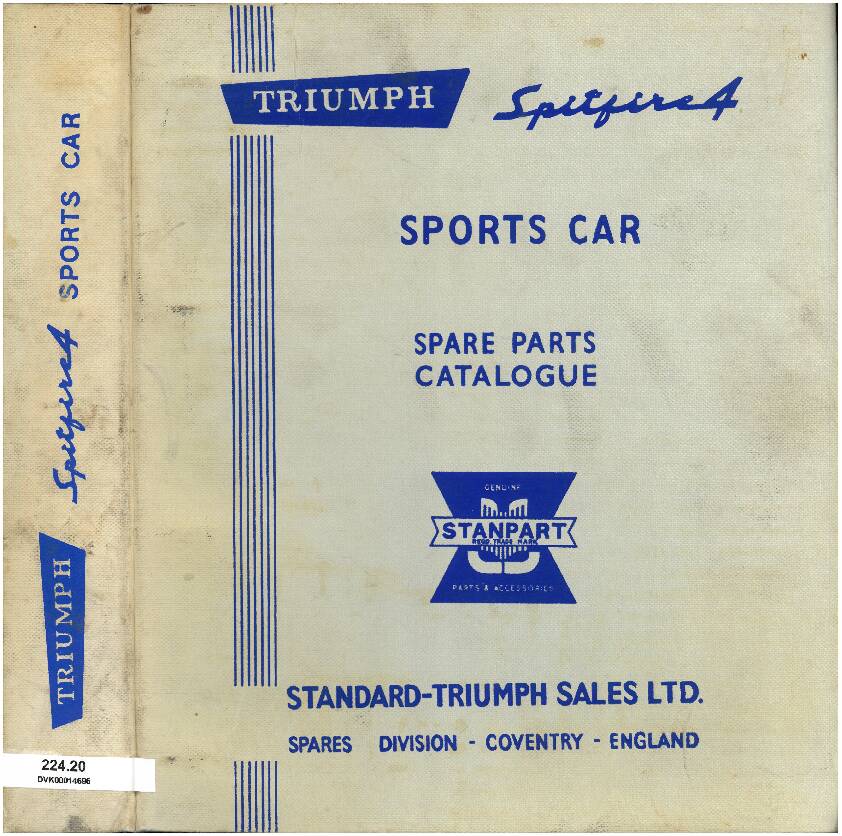 TRIUMPH Spitfire 4
SPORTS CAR
SPARE PARTS
CATALOGUE
GENUINE
STANPART
REGD TRADE MARK
PARTS & ACCESSORIES
STANDARD-TRIUMPH SALES LTD.
SPARES DIVISION - COVENTRY - ENGLAND
TRIUMPH Spitfire 4 SPORTS CAR
224.20
DVK00014696